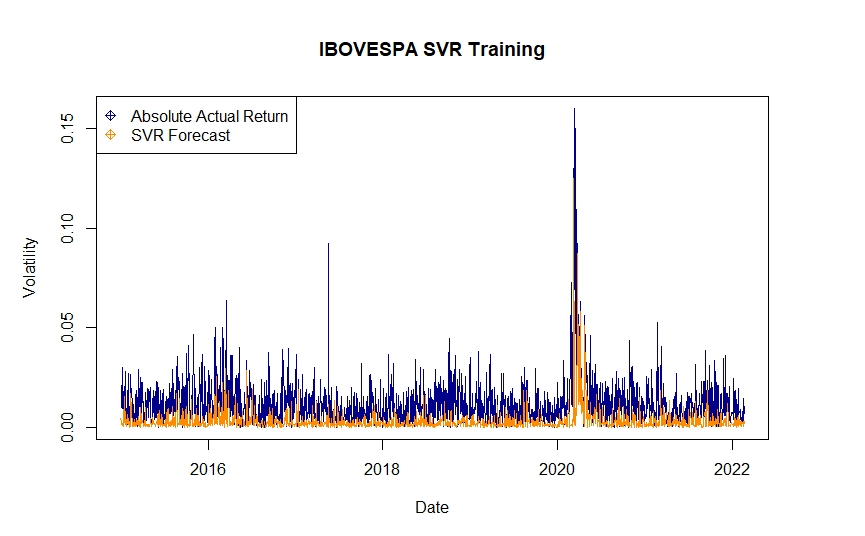 IBOVESPA SVR Training
Absolute Actual Return
SVR Forecast
0.15
0.10
0.05
0.00
Volatility
2016 2018 2020 2022
Date